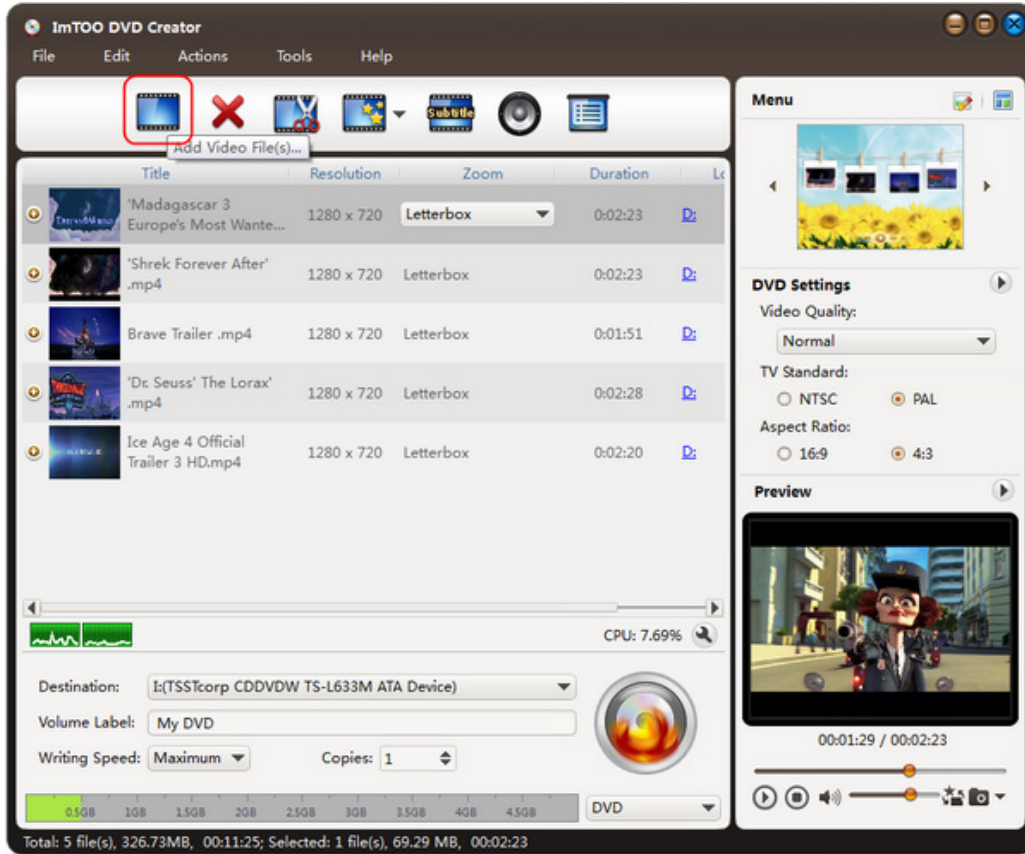 ImTOO DVD Creator
File Edit Actions Tools Help
Subtitle
Add Video File(s)...
Title Resolution Zoom Duration Lo
'Madagascar 3
Europe's Most Wante...
1280 x 720 Letterbox 0:02:23 D:
'Shrek Forever After'
.mp4
1280 x 720 Letterbox 0:02:23 D:
Brave Trailer .mp4 1280 x 720 Letterbox 0:01:51 D:
'Dr. Seuss' The Lorax'
.mp4
1280 x 720 Letterbox 0:02:28 D:
Ice Age 4 Official
Trailer 3 HD.mp4
1280 x 720 Letterbox 0:02:20 D:
CPU: 7.69%
Destination: I:(TSSTcorp CDDVDW TS-L633M ATA Device)
Volume Label: My DVD
Writing Speed: Maximum Copies: 1
0.5GB 1GB 1.5GB 2GB 2.5GB 3GB 3.5GB 4GB 4.5GB DVD
Total: 5 file(s), 326.73MB, 00:11:25; Selected: 1 file(s), 69.29 MB, 00:02:23
Menu
DVD Settings
Video Quality:
Normal
TV Standard:
NTSC PAL
Aspect Ratio:
16:9 4:3
Preview
00:01:29 / 00:02:23